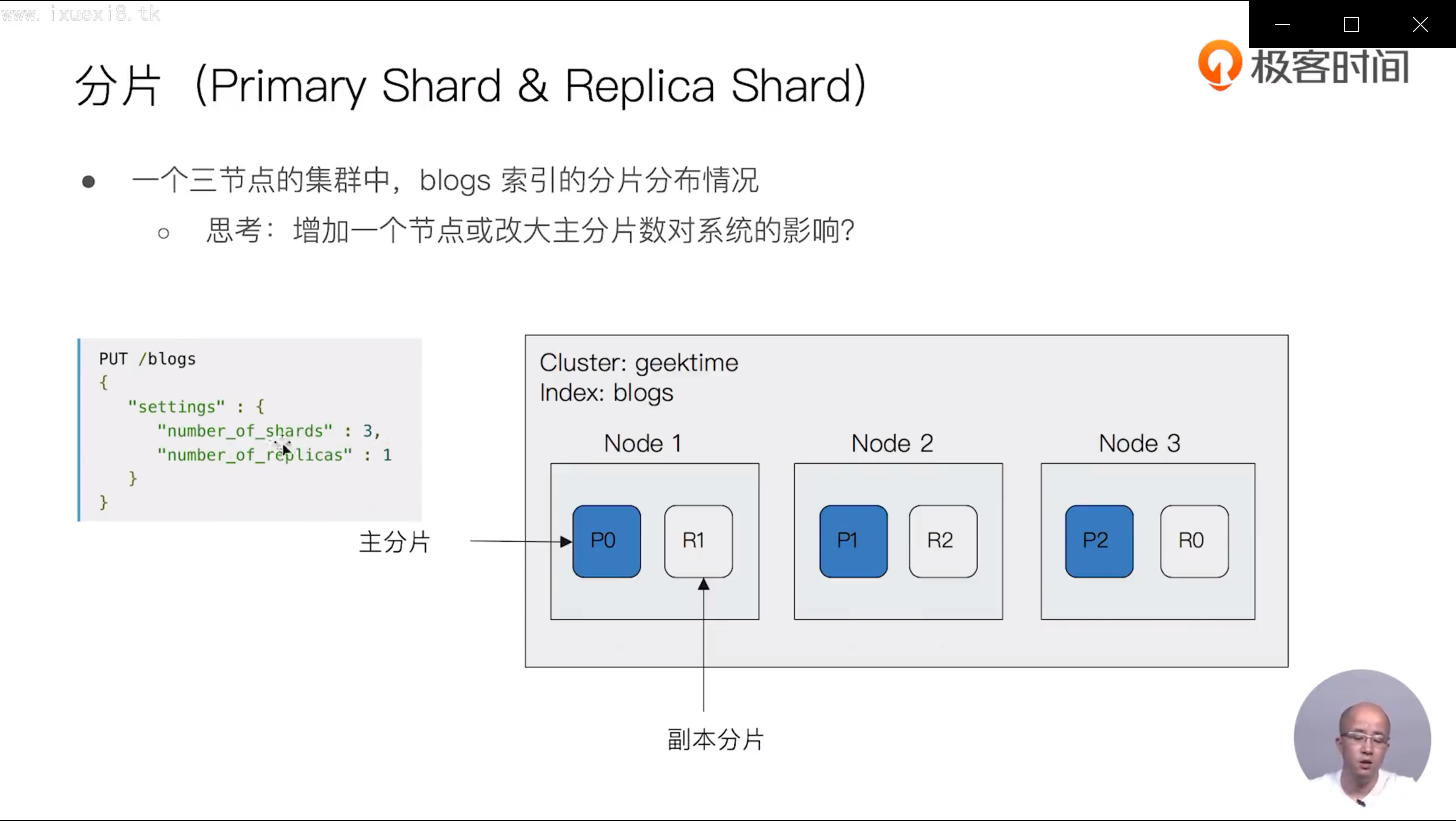 www.ixuexi8.tk
极客时间
分片（Primary Shard & Replica Shard）
一个三节点的集群中，blogs 索引的分片分布情况
思考：增加一个节点或改大主分片数对系统的影响？
PUT /blogs
{
"settings" : {
"number_of_shards" : 3,
"number_of_replicas" : 1
}
}
Cluster: geektime
Index: blogs
Node 1
Node 2
Node 3
P0
R1
P1
R2
P2
R0
主分片
副本分片